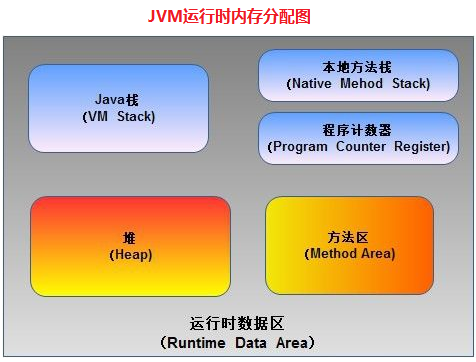 JVM运行时内存分配图
Java栈
(VM Stack)
本地方法栈
(Native Mehod Stack)
程序计数器
(Program Counter Register)
堆
(Heap)
方法区
(Method Area)
运行时数据区
(Runtime Data Area)